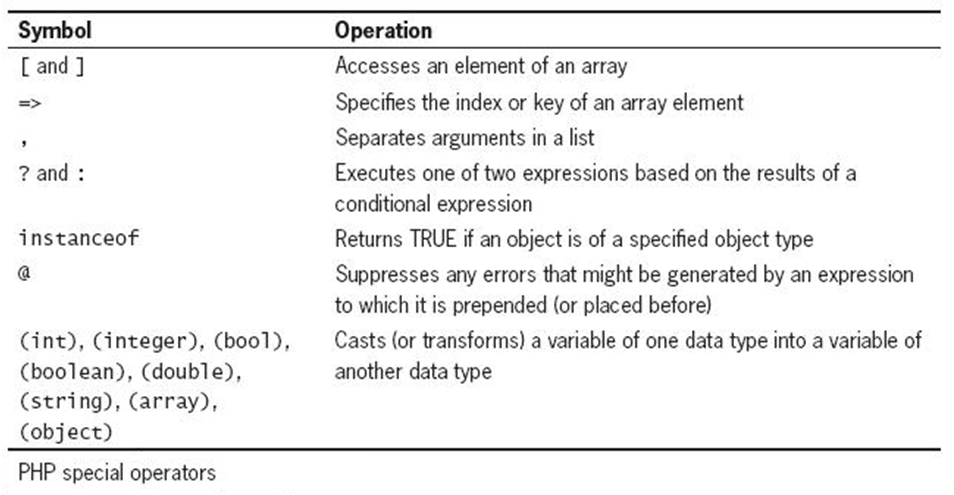 Symbol Operation
[ and ] Accesses an element of an array
=> Specifies the index or key of an array element
, Separates arguments in a list
? and : Executes one of two expressions based on the results of a
conditional expression
instanceof Returns TRUE if an object is of a specified object type
@ Suppresses any errors that might be generated by an expression
to which it is prepended (or placed before)
(int), (integer), (bool), Casts (or transforms) a variable of one data type into a variable of
(boolean), (double), another data type
(string), (array),
(object)
PHP special operators